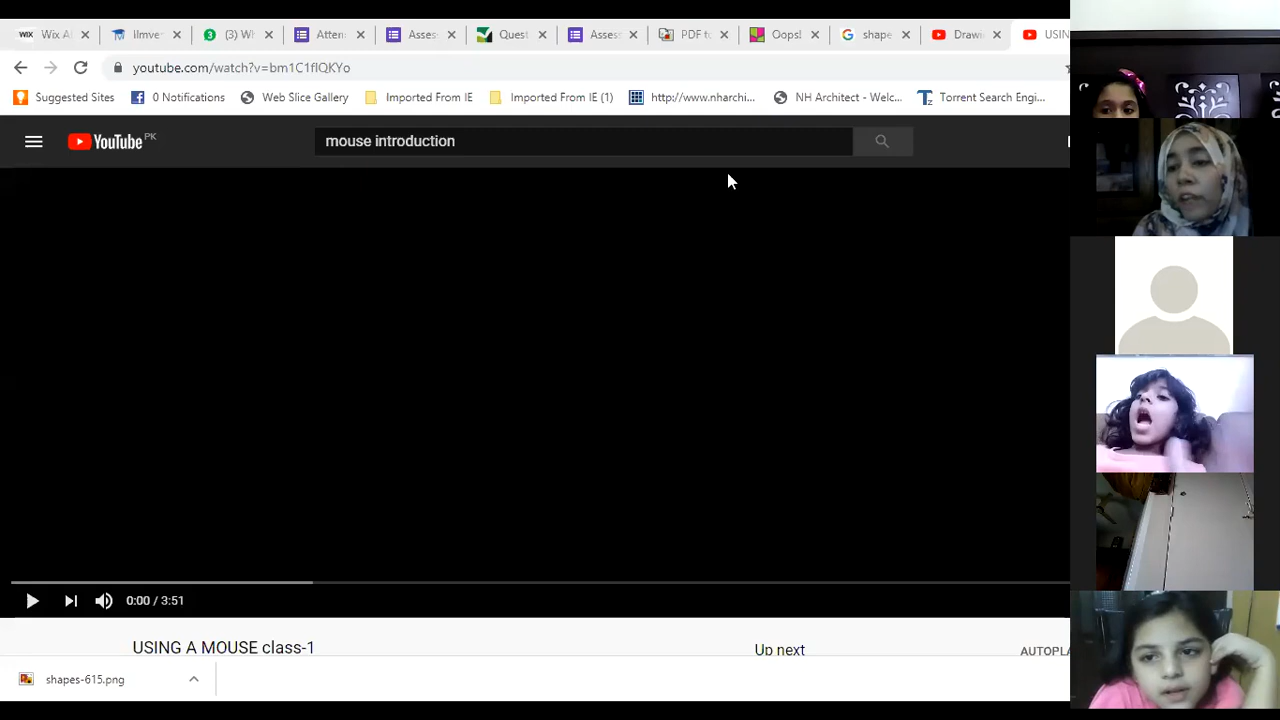 WIX Wix Al ilmve (3) Wh Atten Asses Quest Asses PDF to Oops! shape Drawi USIN
youtube.com/watch?v=bm1C1flQKYo
Suggested Sites 0 Notifications Web Slice Gallery Imported From IE Imported From IE (1) http://www.nharchi... NH Architect - Welc... Torrent Search Engi...
YouTube PK mouse introduction
0:00 / 3:51
USING A MOUSE class-1
Up next AUTOPLA
shapes-615.png